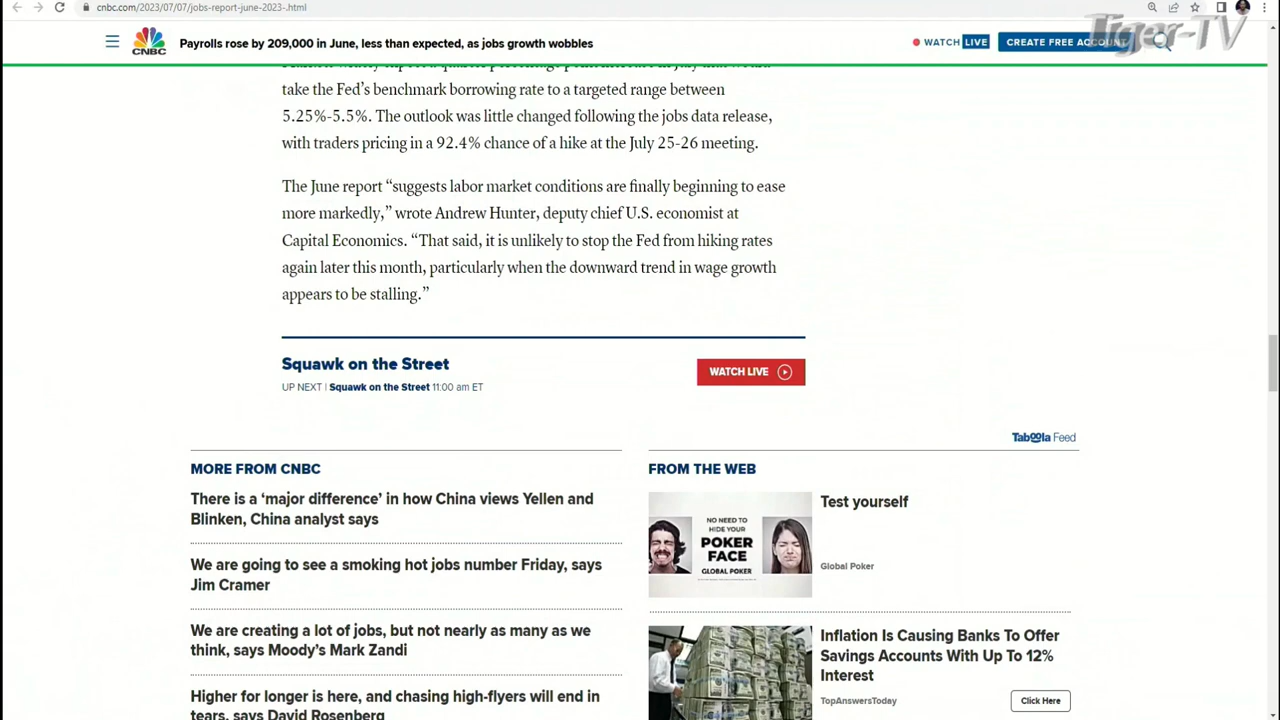 cnbc.com/2023/07/07/jobs-report-june-2023-.html
Tiger-TV
CNBC
Payrolls rose by 209,000 in June, less than expected, as jobs growth wobbles
WATCH LIVE
CREATE FREE ACCOUNT
take the Fed’s benchmark borrowing rate to a targeted range between
5.25%-5.5%. The outlook was little changed following the jobs data release,
with traders pricing in a 92.4% chance of a hike at the July 25-26 meeting.
The June report “suggests labor market conditions are finally beginning to ease
more markedly,” wrote Andrew Hunter, deputy chief U.S. economist at
Capital Economics. “That said, it is unlikely to stop the Fed from hiking rates
again later this month, particularly when the downward trend in wage growth
appears to be stalling.”
Squawk on the Street
UP NEXT | Squawk on the Street 11:00 am ET
WATCH LIVE
Taboola Feed
MORE FROM CNBC
There is a ‘major difference’ in how China views Yellen and
Blinken, China analyst says
We are going to see a smoking hot jobs number Friday, says
Jim Cramer
We are creating a lot of jobs, but not nearly as many as we
think, says Moody’s Mark Zandi
Higher for longer is here, and chasing high-flyers will end in
tears, says David Rosenberg
FROM THE WEB
NO NEED TO
HIDE YOUR
POKER
FACE
GLOBAL POKER
Test yourself
Global Poker
Inflation Is Causing Banks To Offer
Savings Accounts With Up To 12%
Interest
TopAnswersToday
Click Here